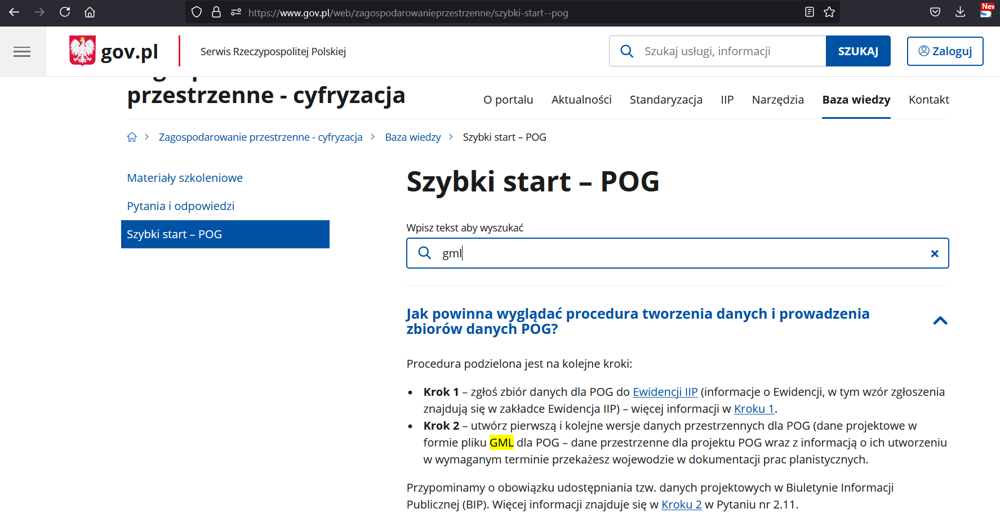 https://www.gov.pl/web/zagospodarowanieprzestrzenne/szybki-start--pog
New
gov.pl
Serwis Rzeczypospolitej Polskiej
Szukaj usługi, informacji
SZUKAJ
Zaloguj
przestrzenne - cyfryzacja
O portalu
Aktualności
Standaryzacja
IIP
Narzędzia
Baza wiedzy
Kontakt
Zagospodarowanie przestrzenne - cyfryzacja > Baza wiedzy > Szybki start – POG
Materiały szkoleniowe
Pytania i odpowiedzi
Szybki start – POG
Szybki start – POG
Wpisz tekst aby wyszukać
gml
Jak powinna wyglądać procedura tworzenia danych i prowadzenia
zbiorów danych POG?
Procedura podzielona jest na kolejne kroki:
• Krok 1 – zgłoś zbiór danych dla POG do Ewidencji IIP (informacje o Ewidencji, w tym wzór zgłoszenia
znajdują się w zakładce Ewidencja IIP) – więcej informacji w Kroku 1.
• Krok 2 – utwórz pierwszą i kolejne wersje danych przestrzennych dla POG (dane projektowe w
formie pliku GML dla POG – dane przestrzenne dla projektu POG wraz z informacją o ich utworzeniu
w wymaganym terminie przekażesz wojewodzie w dokumentacji prac planistycznych.
Przypominamy o obowiązku udostępniania tzw. danych projektowych w Biuletynie Informacji
Publicznej (BIP). Więcej informacji znajduje się w Kroku 2 w Pytaniu nr 2.11.